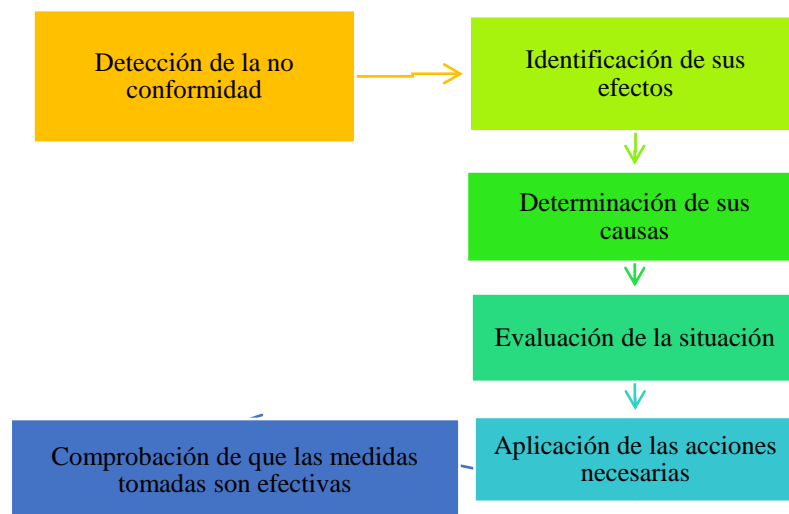 Detección de la no
conformidad
Identificación de sus
efectos
Determinación de sus
causas
Evaluación de la situación
Aplicación de las acciones
necesarias
Comprobación de que las medidas
tomadas son efectivas